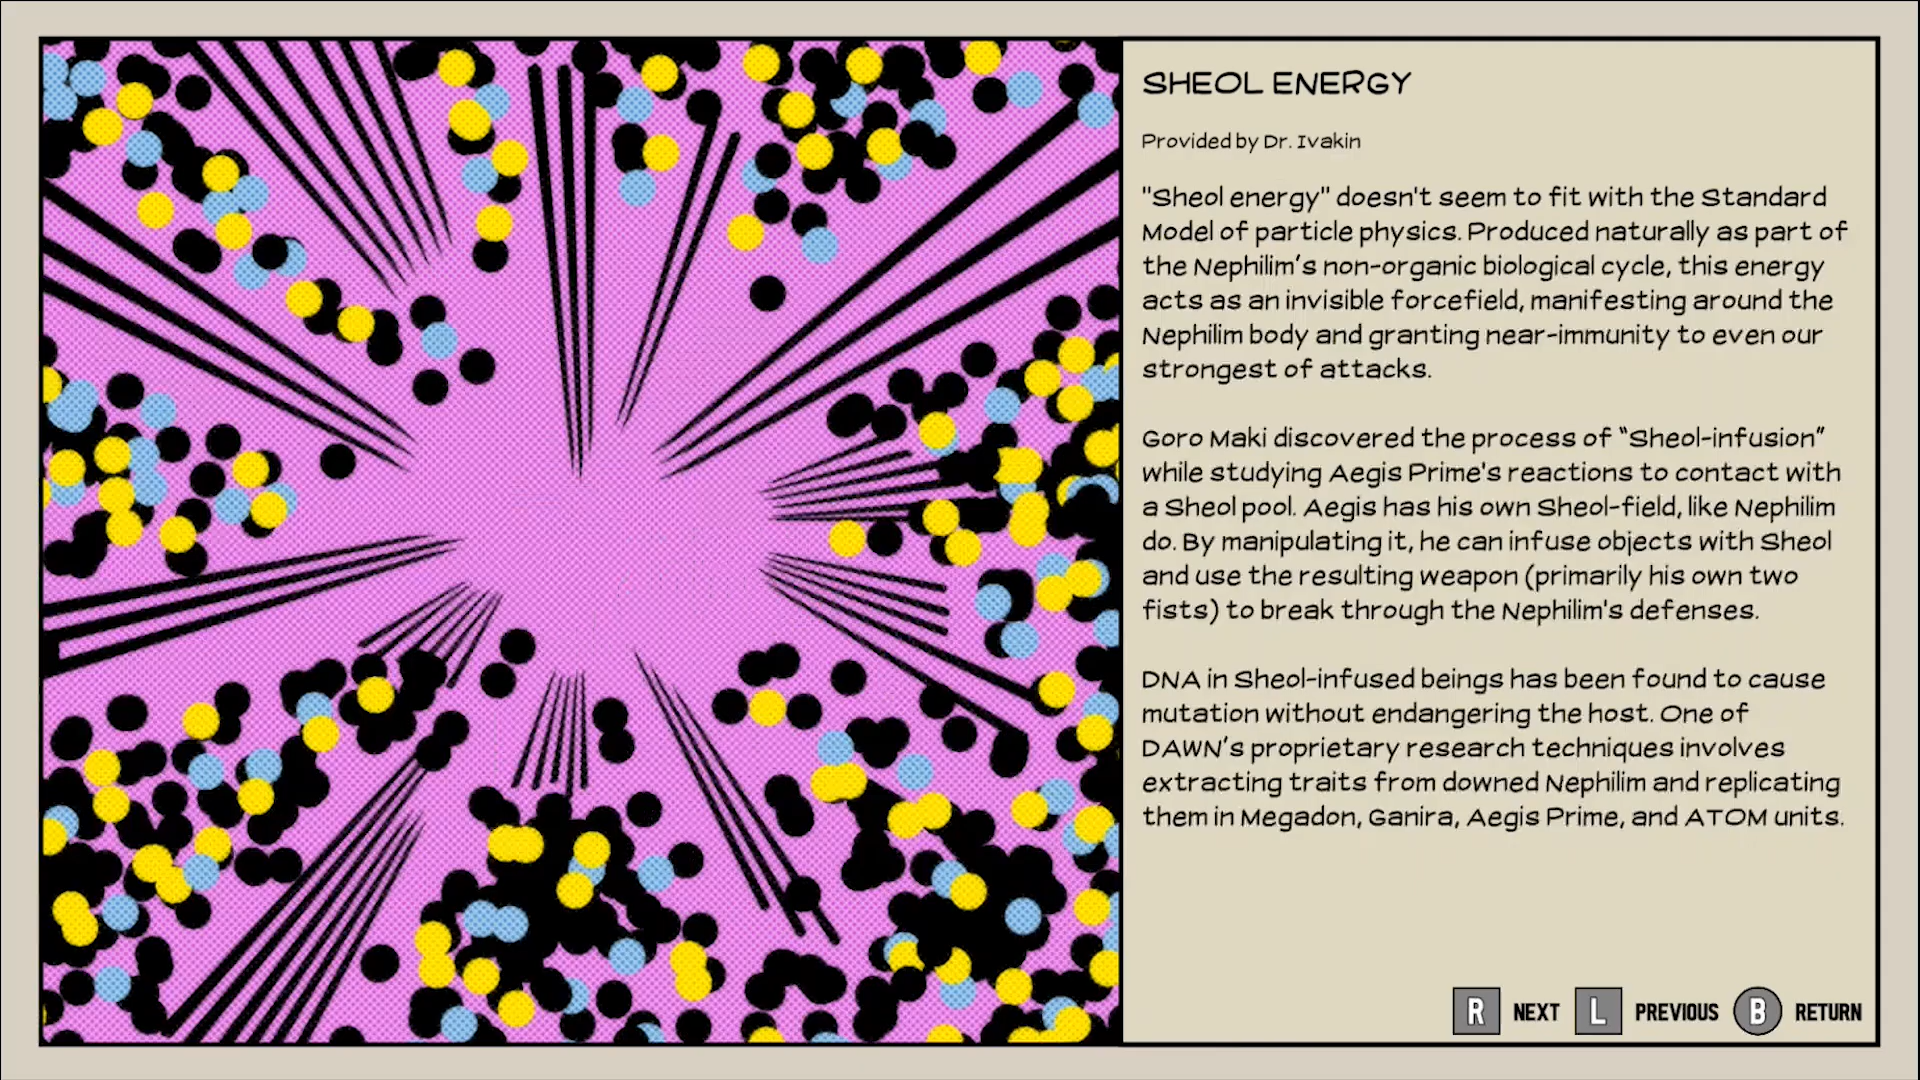 SHEOL ENERGY
Provided by Dr. Ivakin
"Sheol energy" doesn't seem to fit with the Standard
Model of particle physics. Produced naturally as part of
the Nephilim’s non-organic biological cycle, this energy
acts as an invisible forcefield, manifesting around the
Nephilim body and granting near-immunity to even our
strongest of attacks.
Goro Maki discovered the process of “Sheol-infusion”
while studying Aegis Prime's reactions to contact with
a Sheol pool. Aegis has his own Sheol-field, like Nephilim
do. By manipulating it, he can infuse objects with Sheol
and use the resulting weapon (primarily his own two
fists) to break through the Nephilim's defenses.
DNA in Sheol-infused beings has been found to cause
mutation without endangering the host. One of
DAWN’s proprietary research techniques involves
extracting traits from downed Nephilim and replicating
them in Megadon, Ganira, Aegis Prime, and ATOM units.
R NEXT L PREVIOUS B RETURN